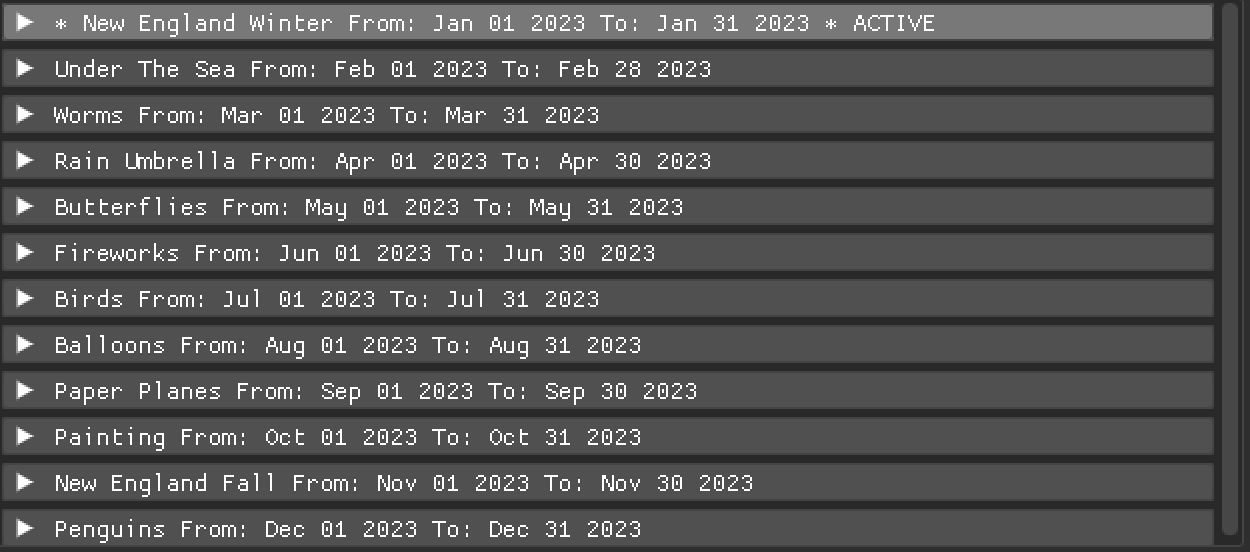 * New England Winter From: Jan 01 2023 To: Jan 31 2023 * ACTIVE
Under The Sea From: Feb 01 2023 To: Feb 28 2023
Worms From: Mar 01 2023 To: Mar 31 2023
Rain Umbrella From: Apr 01 2023 To: Apr 30 2023
Butterflies From: May 01 2023 To: May 31 2023
Fireworks From: Jun 01 2023 To: Jun 30 2023
Birds From: Jul 01 2023 To: Jul 31 2023
Balloons From: Aug 01 2023 To: Aug 31 2023
Paper Planes From: Sep 01 2023 To: Sep 30 2023
Painting From: Oct 01 2023 To: Oct 31 2023
New England Fall From: Nov 01 2023 To: Nov 30 2023
Penguins From: Dec 01 2023 To: Dec 31 2023